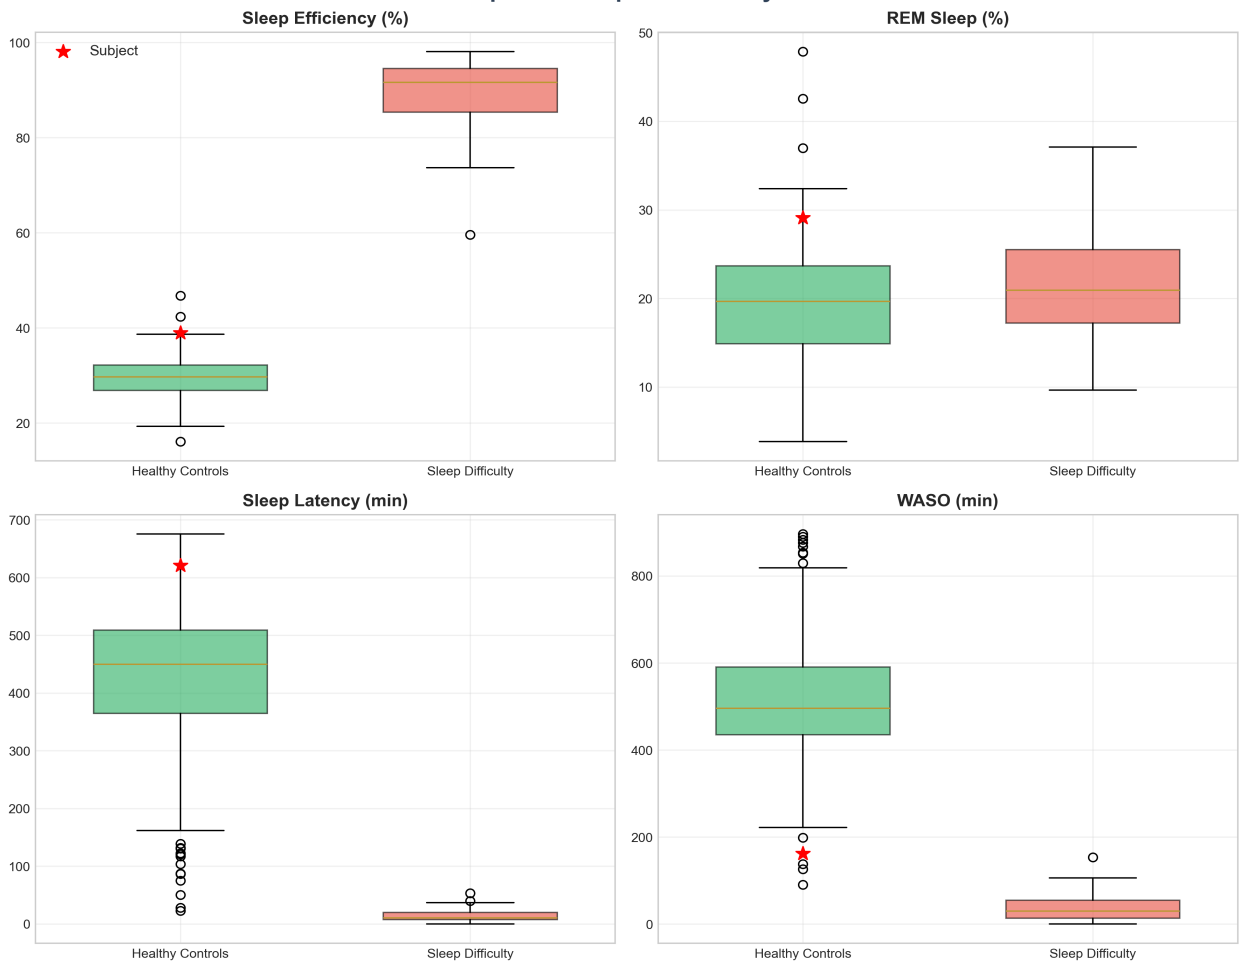 Sleep Efficiency (%)
100
80
60
40
20
Subject
Healthy Controls
Sleep Difficulty
REM Sleep (%)
50
40
30
20
10
Healthy Controls
Sleep Difficulty
Sleep Latency (min)
700
600
500
400
300
200
100
0
Healthy Controls
Sleep Difficulty
WASO (min)
800
600
400
200
0
Healthy Controls
Sleep Difficulty